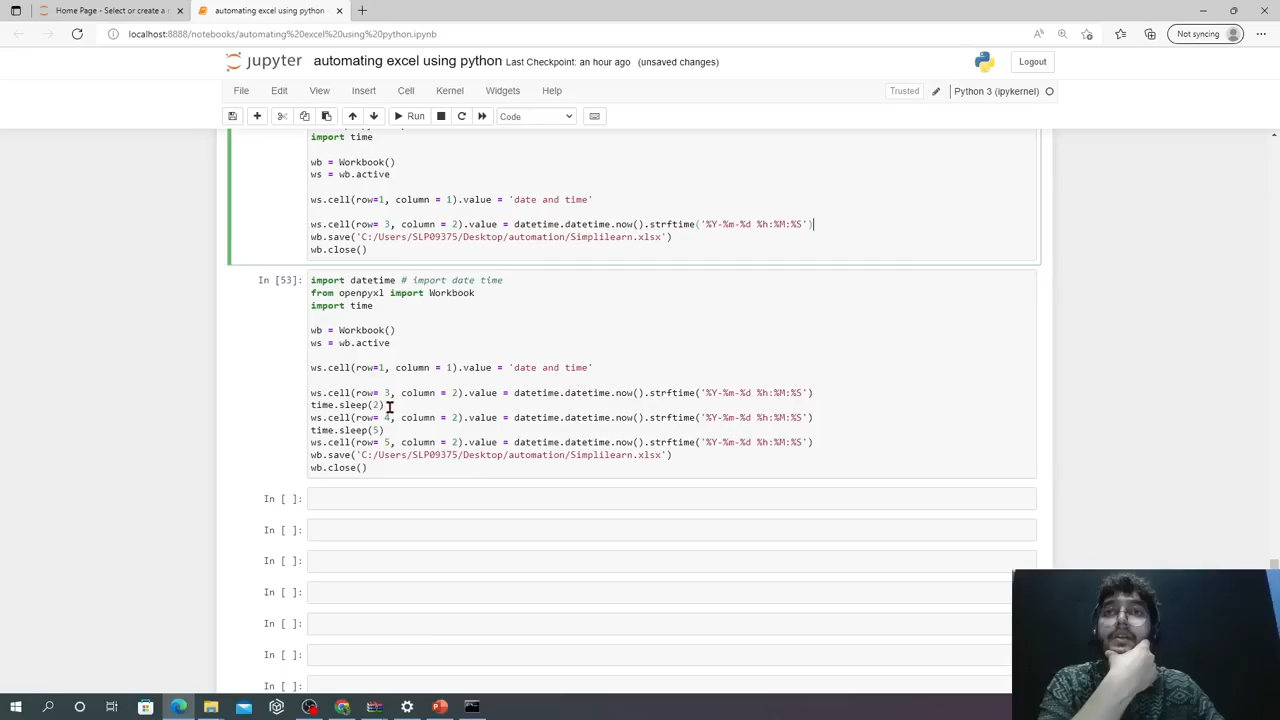 Home Page - Select or create a n
automating excel using python.ip
localhost:8888/notebooks/automating%20excel%20using%20python.ipynb
Not syncing
jupyter automating excel using python Last Checkpoint: an hour ago (unsaved changes)
Logout
File Edit View Insert Cell Kernel Widgets Help
Trusted
Python 3 (ipykernel)
Run
Code
import time
wb = Workbook()
ws = wb.active
ws.cell(row=1, column = 1).value = 'date and time'
ws.cell(row= 3, column = 2).value = datetime.datetime.now().strftime('%Y-%m-%d %h:%M:%S')
wb.save('C:/Users/SLP09375/Desktop/automation/Simplilearn.xlsx')
wb.close()
In [53]:
import datetime # import date time
from openpyxl import Workbook
import time
wb = Workbook()
ws = wb.active
ws.cell(row=1, column = 1).value = 'date and time'
ws.cell(row= 3, column = 2).value = datetime.datetime.now().strftime('%Y-%m-%d %h:%M:%S')
time.sleep(2)
ws.cell(row= 4, column = 2).value = datetime.datetime.now().strftime('%Y-%m-%d %h:%M:%S')
time.sleep(5)
ws.cell(row= 5, column = 2).value = datetime.datetime.now().strftime('%Y-%m-%d %h:%M:%S')
wb.save('C:/Users/SLP09375/Desktop/automation/Simplilearn.xlsx')
wb.close()
In [ ]:
In [ ]:
In [ ]:
In [ ]:
In [ ]:
In [ ]:
In [ ]: